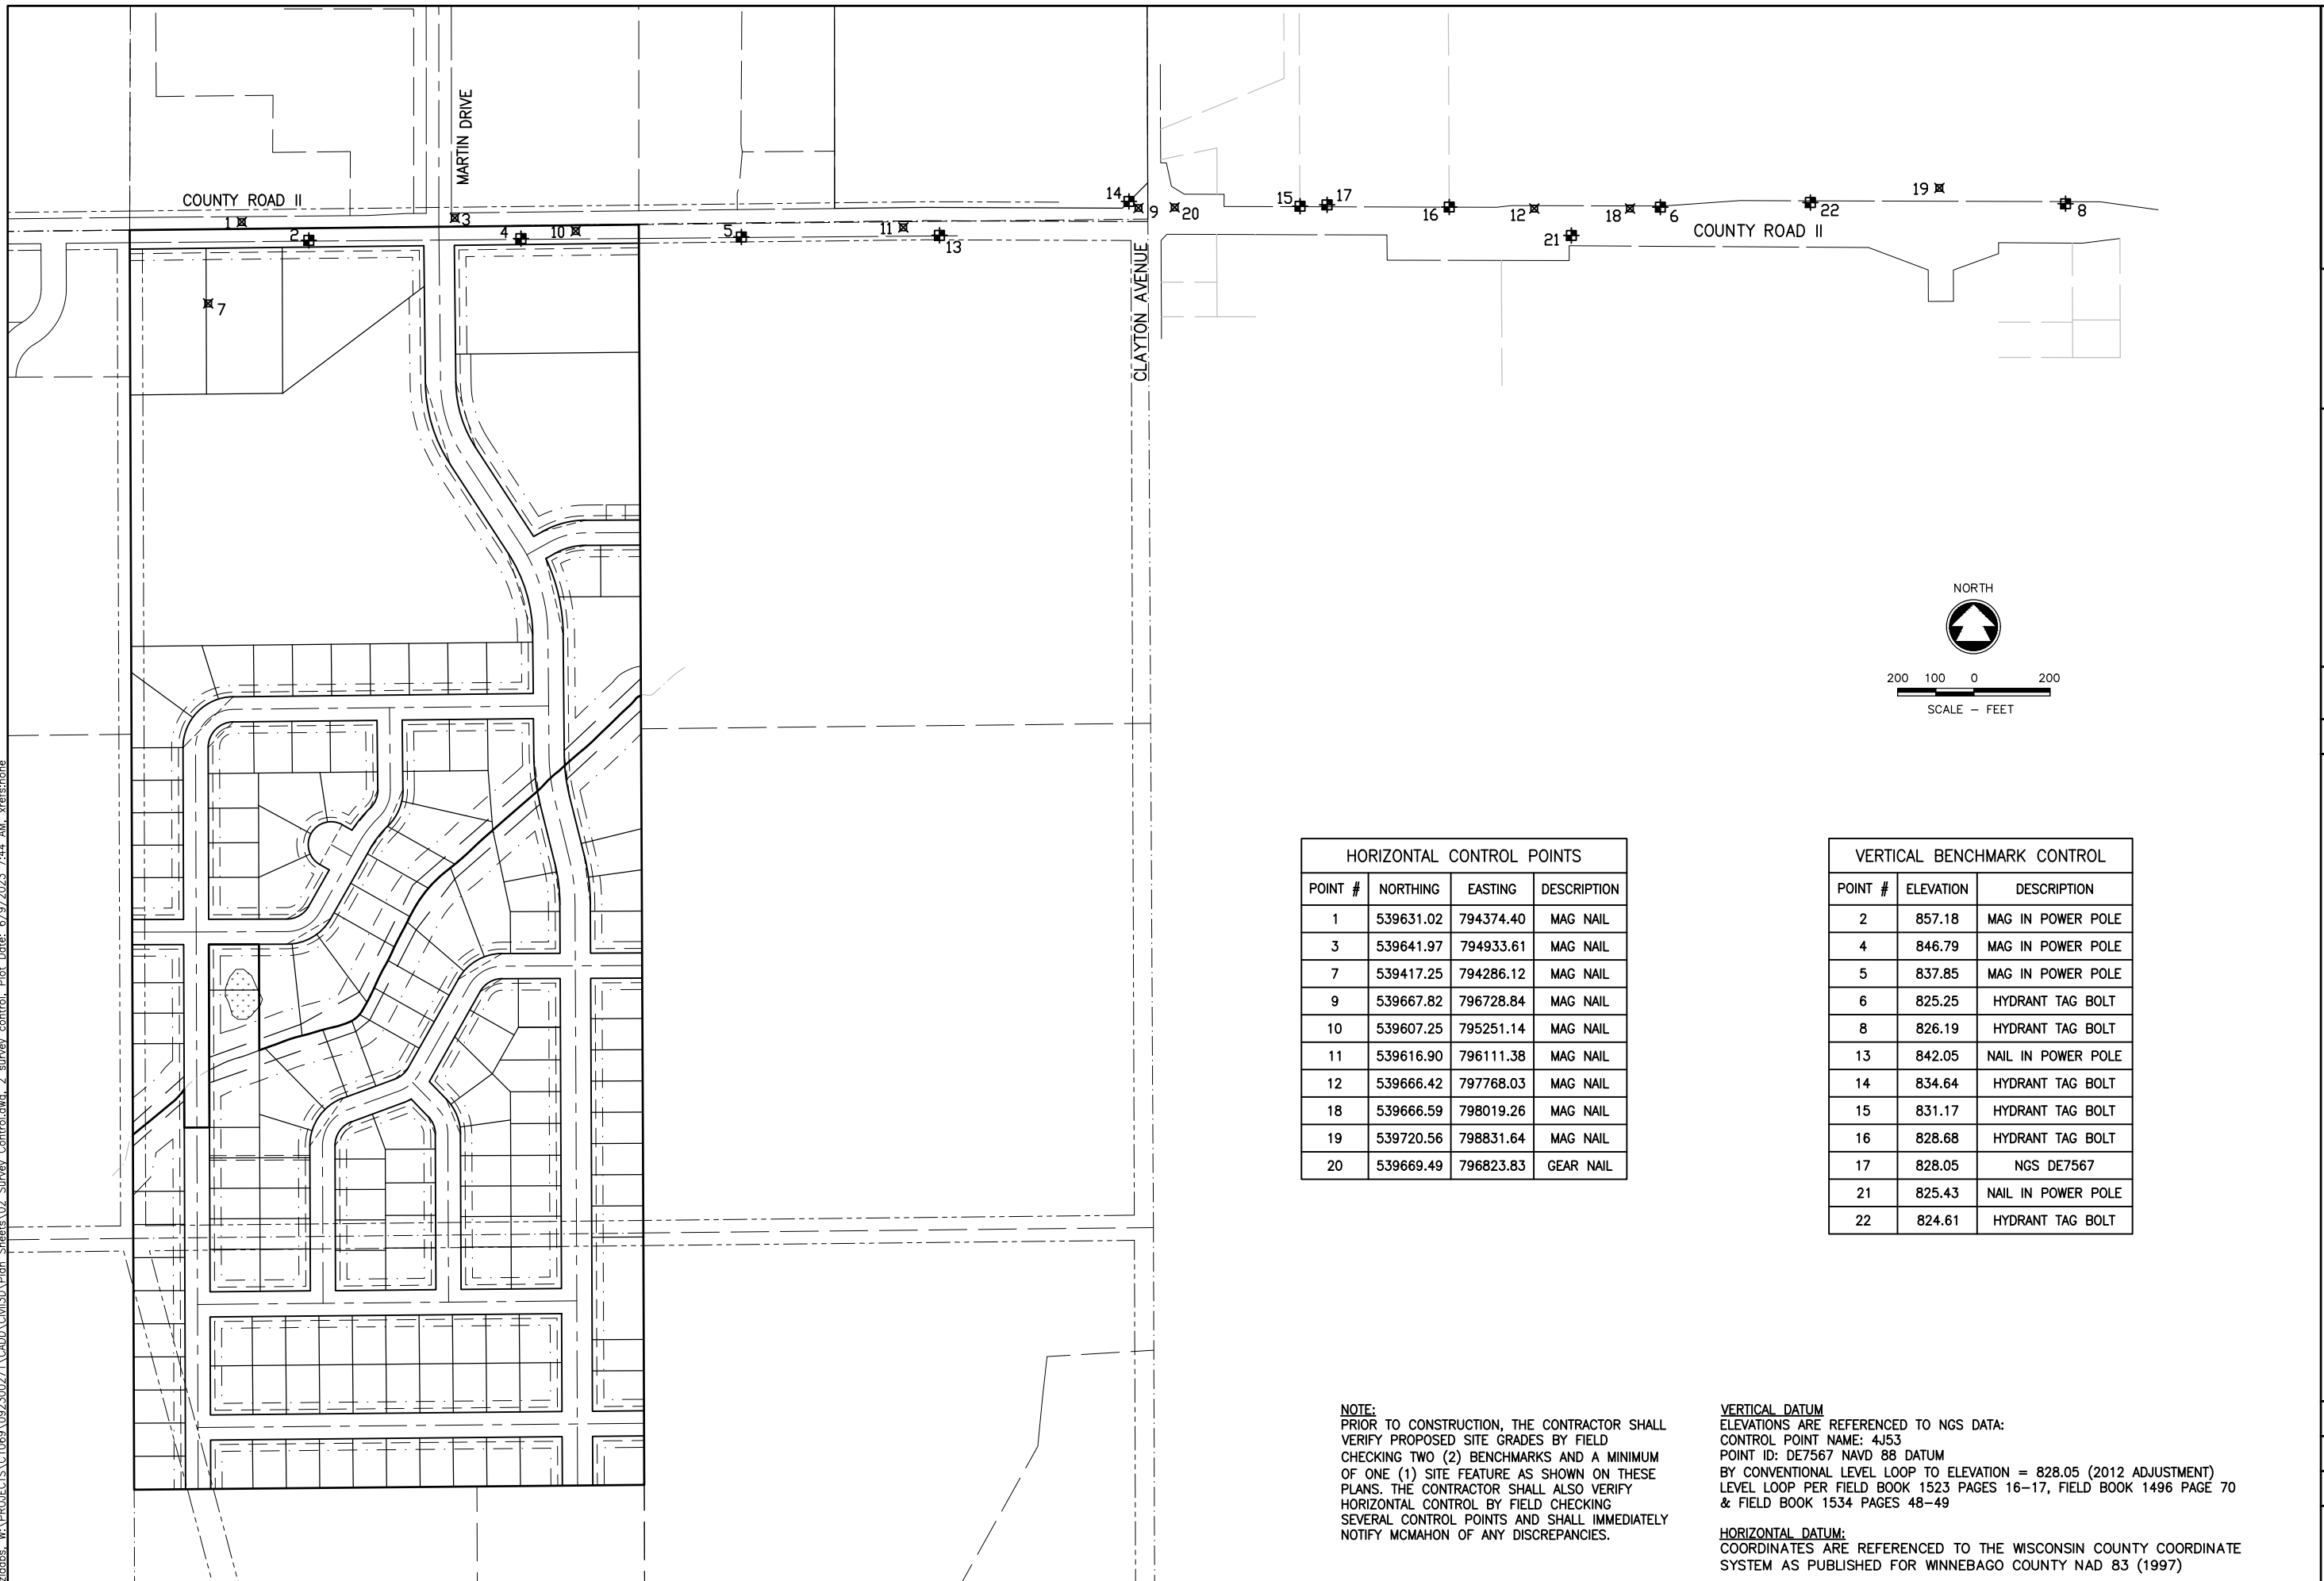 COUNTY ROAD II
MARTIN DRIVE
1
2
3
4
10
5
11
13
7
14
9
20
15
17
16
12
18
6
21
22
19
8
COUNTY ROAD II
CLAYTON AVENUE
NORTH
200 100 0 200
SCALE – FEET
HORIZONTAL CONTROL POINTS
POINT # NORTHING EASTING DESCRIPTION
1 539631.02 794374.40 MAG NAIL
3 539641.97 794933.61 MAG NAIL
7 539417.25 794286.12 MAG NAIL
9 539667.82 796728.84 MAG NAIL
10 539607.25 795251.14 MAG NAIL
11 539616.90 796111.38 MAG NAIL
12 539666.42 797768.03 MAG NAIL
18 539666.59 798019.26 MAG NAIL
19 539720.56 798831.64 MAG NAIL
20 539669.49 796823.83 GEAR NAIL
VERTICAL BENCHMARK CONTROL
POINT # ELEVATION DESCRIPTION
2 857.18 MAG IN POWER POLE
4 846.79 MAG IN POWER POLE
5 837.85 MAG IN POWER POLE
6 825.25 HYDRANT TAG BOLT
8 826.19 HYDRANT TAG BOLT
13 842.05 NAIL IN POWER POLE
14 834.64 HYDRANT TAG BOLT
15 831.17 HYDRANT TAG BOLT
16 828.68 HYDRANT TAG BOLT
17 828.05 NGS DE7567
21 825.43 NAIL IN POWER POLE
22 824.61 HYDRANT TAG BOLT
NOTE:
PRIOR TO CONSTRUCTION, THE CONTRACTOR SHALL
VERIFY PROPOSED SITE GRADES BY FIELD
CHECKING TWO (2) BENCHMARKS AND A MINIMUM
OF ONE (1) SITE FEATURE AS SHOWN ON THESE
PLANS. THE CONTRACTOR SHALL ALSO VERIFY
HORIZONTAL CONTROL BY FIELD CHECKING
SEVERAL CONTROL POINTS AND SHALL IMMEDIATELY
NOTIFY MCMAHON OF ANY DISCREPANCIES.
VERTICAL DATUM
ELEVATIONS ARE REFERENCED TO NGS DATA:
CONTROL POINT NAME: 4J53
POINT ID: DE7567 NAVD 88 DATUM
BY CONVENTIONAL LEVEL LOOP TO ELEVATION = 828.05 (2012 ADJUSTMENT)
LEVEL LOOP PER FIELD BOOK 1523 PAGES 16–17, FIELD BOOK 1496 PAGE 70
& FIELD BOOK 1534 PAGES 48–49
HORIZONTAL DATUM:
COORDINATES ARE REFERENCED TO THE WISCONSIN COUNTY COORDINATE
SYSTEM AS PUBLISHED FOR WINNEBAGO COUNTY NAD 83 (1997)